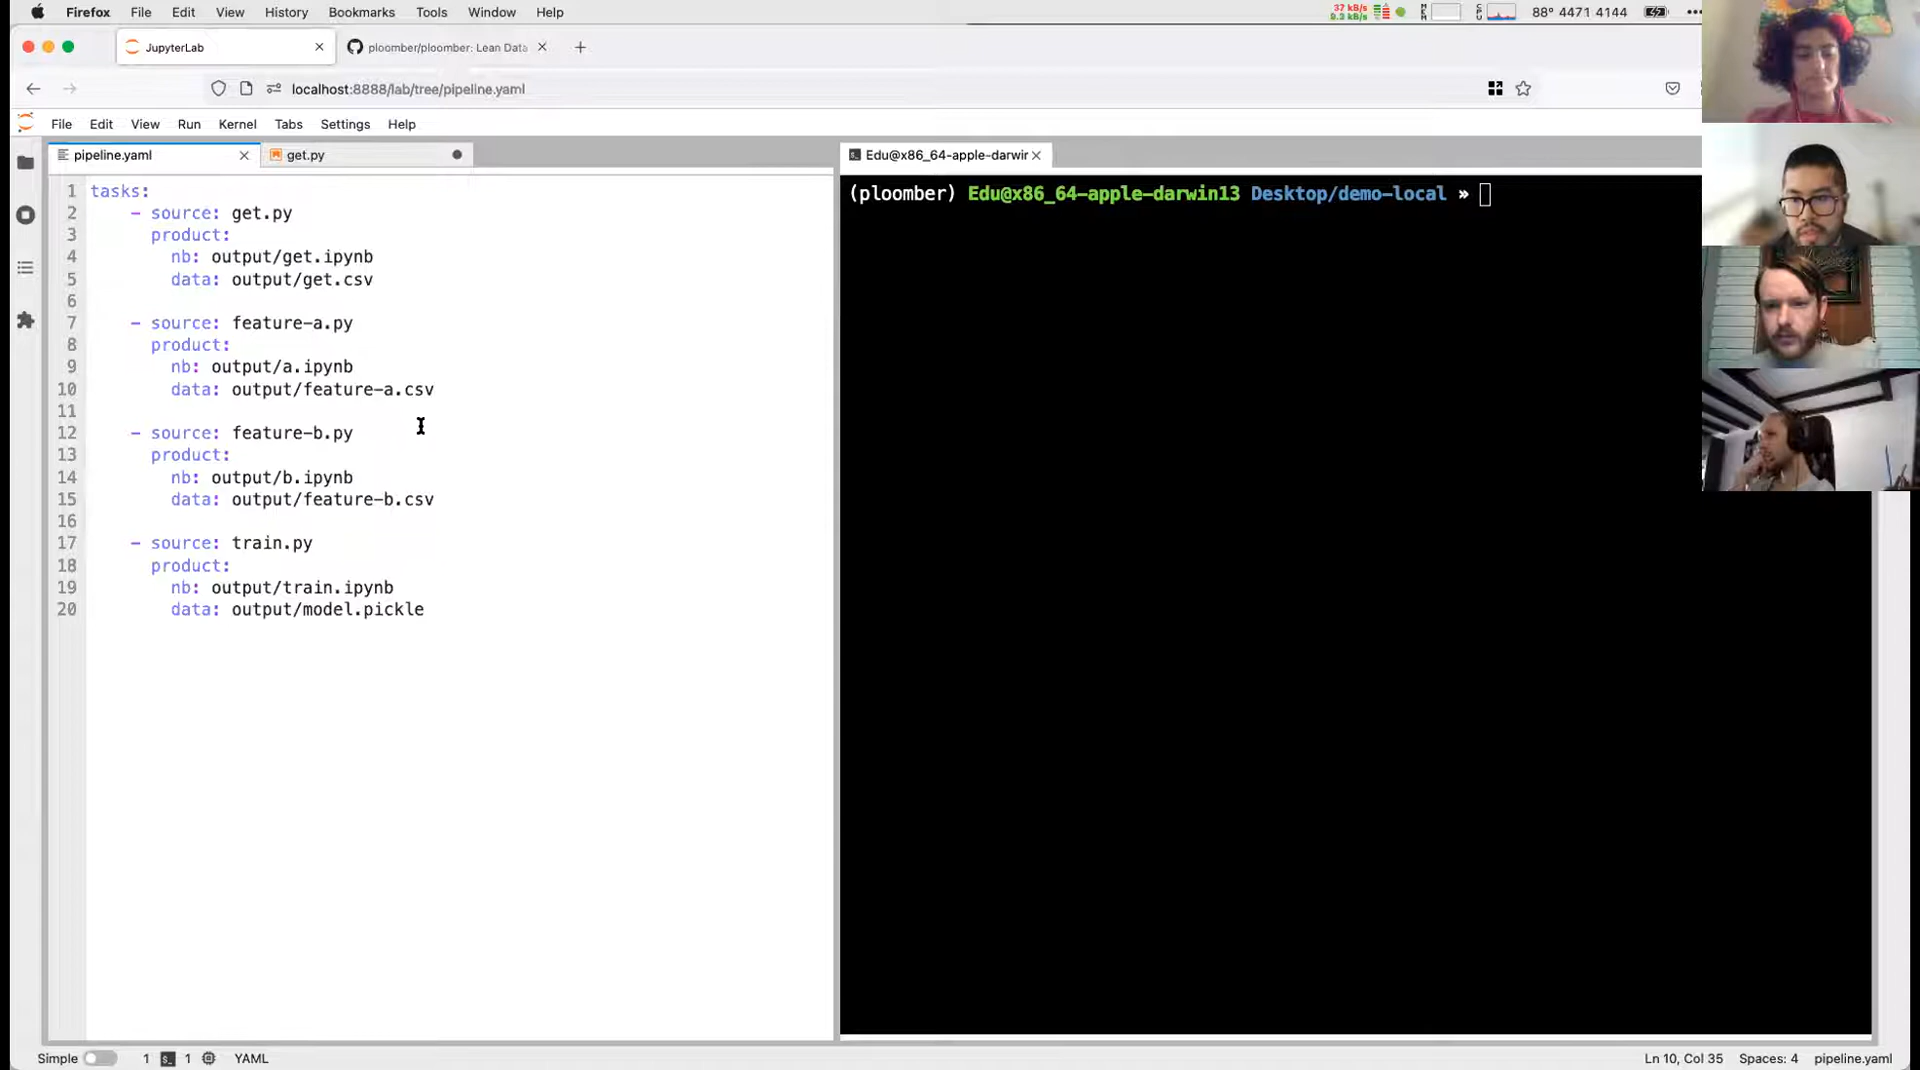 Firefox File Edit View History Bookmarks Tools Window Help
37 kB/s
9.3 kB/s
88° 4471 4144
JupyterLab
ploomber/ploomber: Lean Data
localhost:8888/lab/tree/pipeline.yaml
File Edit View Run Kernel Tabs Settings Help
pipeline.yaml
get.py
Edu@x86_64-apple-darwir
1 tasks:
2 - source: get.py
3 product:
4 nb: output/get.ipynb
5 data: output/get.csv
6
7 - source: feature-a.py
8 product:
9 nb: output/a.ipynb
10 data: output/feature-a.csv
11
12 - source: feature-b.py
13 product:
14 nb: output/b.ipynb
15 data: output/feature-b.csv
16
17 - source: train.py
18 product:
19 nb: output/train.ipynb
20 data: output/model.pickle
(ploomber) Edu@x86_64-apple-darwin13 Desktop/demo-local »
Simple 1 1 YAML
Ln 10, Col 35 Spaces: 4 pipeline.yaml